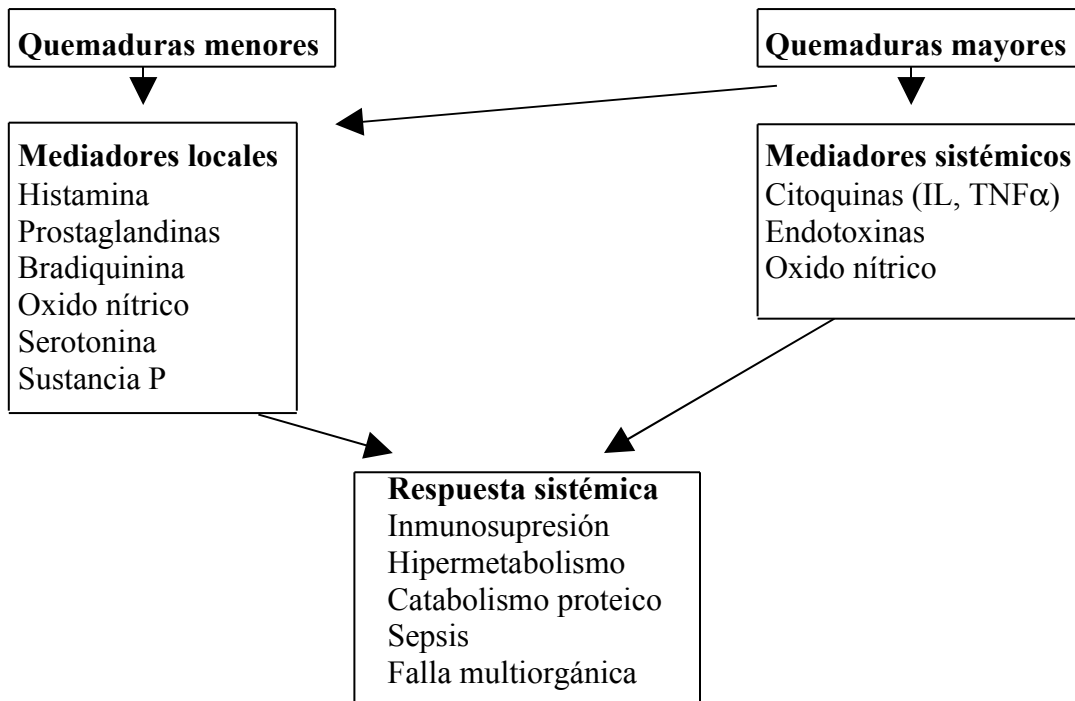 Quemaduras menores
Quemaduras mayores
Mediadores locales
Histamina
Prostaglandinas
Bradiquinina
Oxido nítrico
Serotonina
Sustancia P
Mediadores sistémicos
Citoquinas (IL, TNFα)
Endotoxinas
Oxido nítrico
Respuesta sistémica
Inmunosupresión
Hipermetabolismo
Catabolismo proteico
Sepsis
Falla multiorgánica